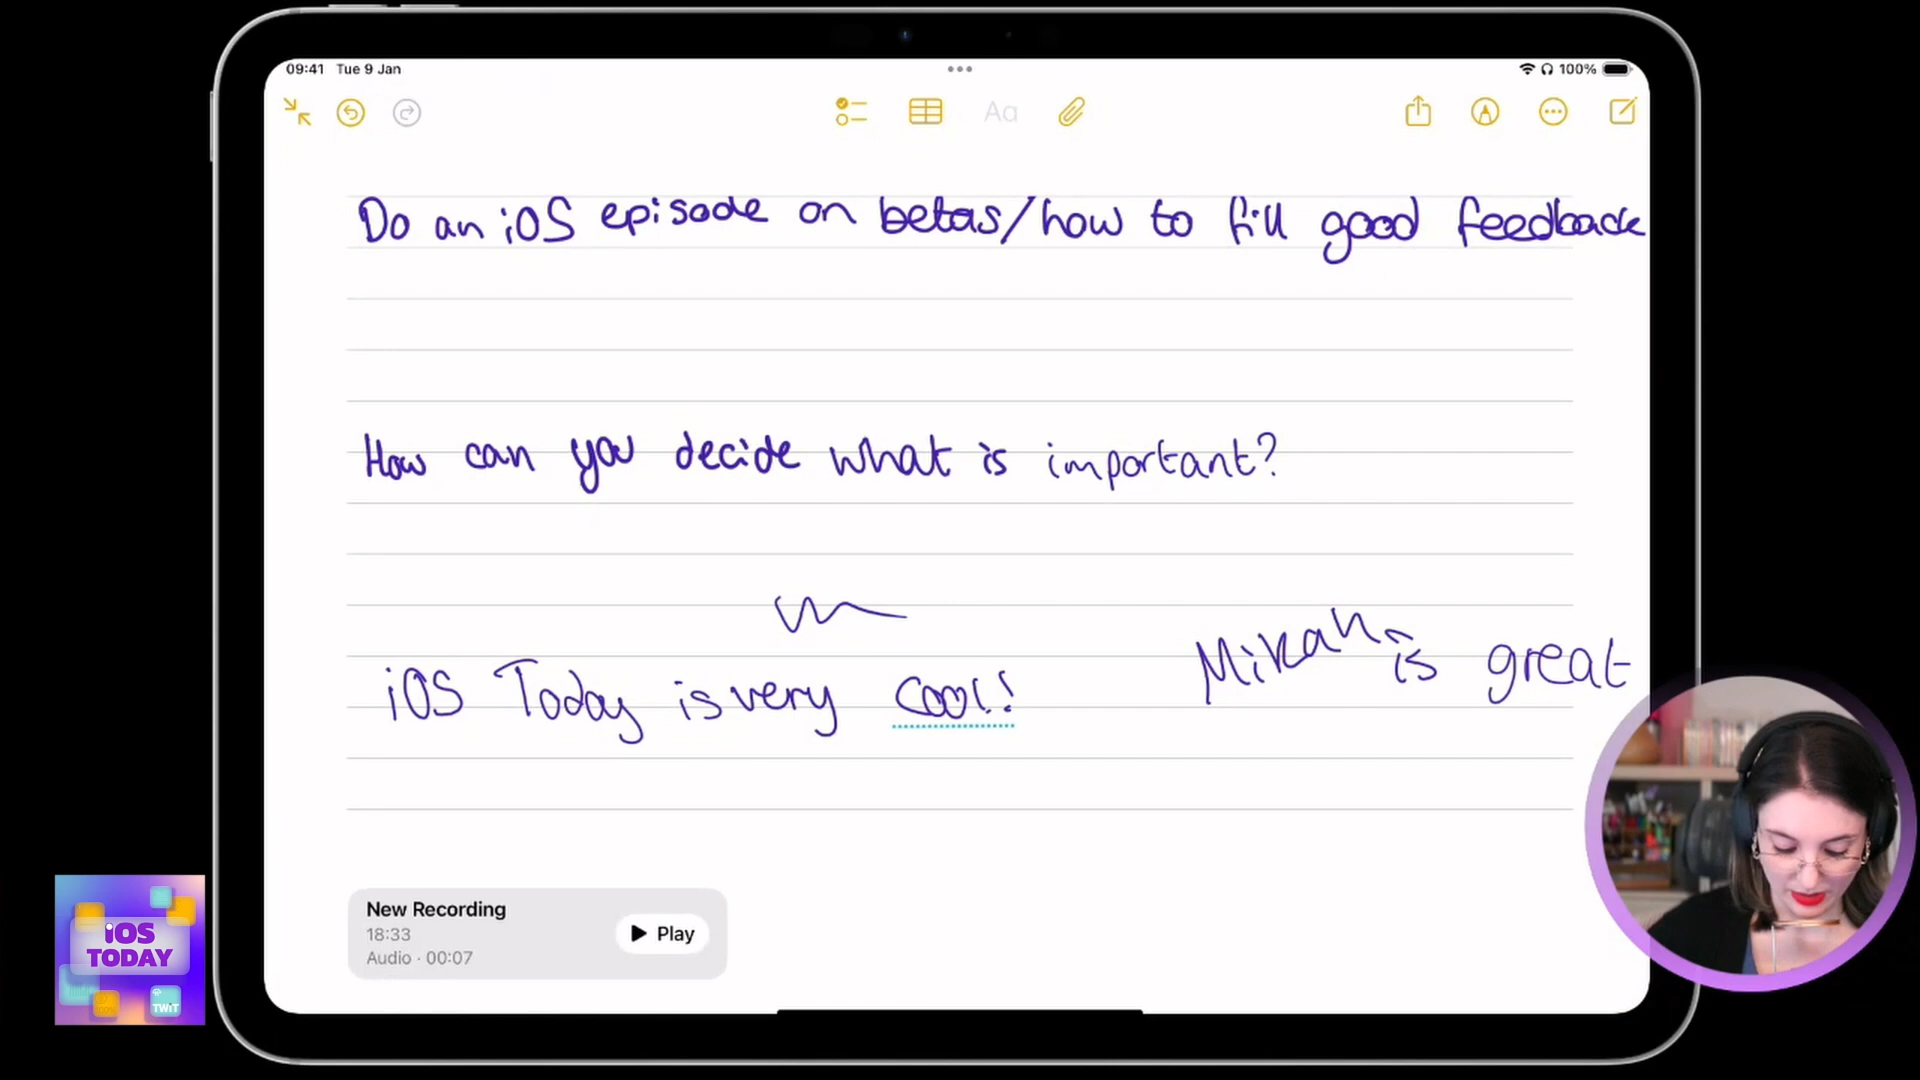 09:41 Tue 9 Jan
100%
Aa
Do an iOS episode on betas/how to fill good feedback
How can you decide what is important?
Mikah is great
iOS Today is very cool!
New Recording
18:33
Play
Audio · 00:07
iOS
TODAY
TWiT